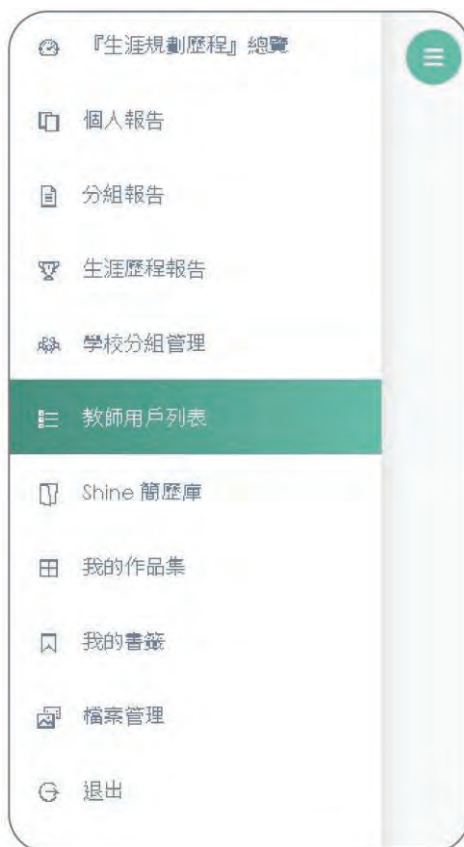 『生涯規劃歷程』總覽
個人報告
分組報告
生涯歷程報告
學校分組管理
教師用戶列表
Shine 簡歷庫
我的作品集
我的書籤
檔案管理
退出